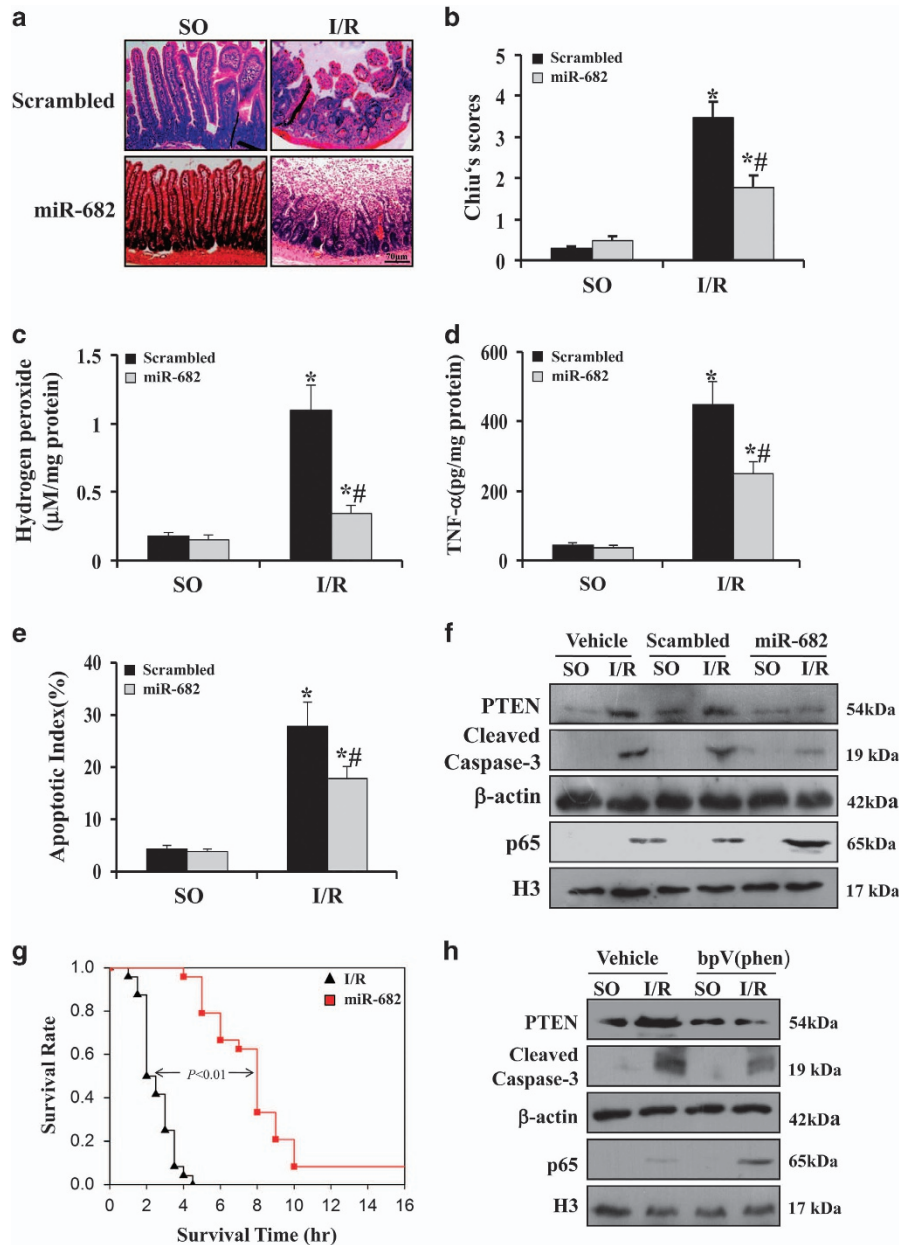 a
SO I/R
Scrambled
miR-682
70μm
b
Scrambled
miR-682
Chiu's scores
5
4
3
2
1
0
*
*#
SO I/R
c
Scrambled
miR-682
Hydrogen peroxide
(μM/mg protein)
1.5
1
0.5
0
*
*#
SO I/R
d
Scrambled
miR-682
TNF-α(pg/mg protein)
600
400
200
0
*
*#
SO I/R
e
Scrambled
miR-682
Apoptotic Index(%)
40
30
20
10
0
*
*#
SO I/R
f
Vehicle Scambled miR-682
SO I/R SO I/R SO I/R
PTEN 54kDa
Cleaved
Caspase-3 19 kDa
β-actin 42kDa
p65 65kDa
H3 17 kDa
g
I/R
miR-682
Survival Rate
1.0
0.8
0.6
0.4
0.2
0.0
P<0.01
0 2 4 6 8 10 12 14 16
Survival Time (hr)
h
Vehicle bpV(phen)
SO I/R SO I/R
PTEN 54kDa
Cleaved
Caspase-3 19 kDa
β-actin 42kDa
p65 65kDa
H3 17 kDa